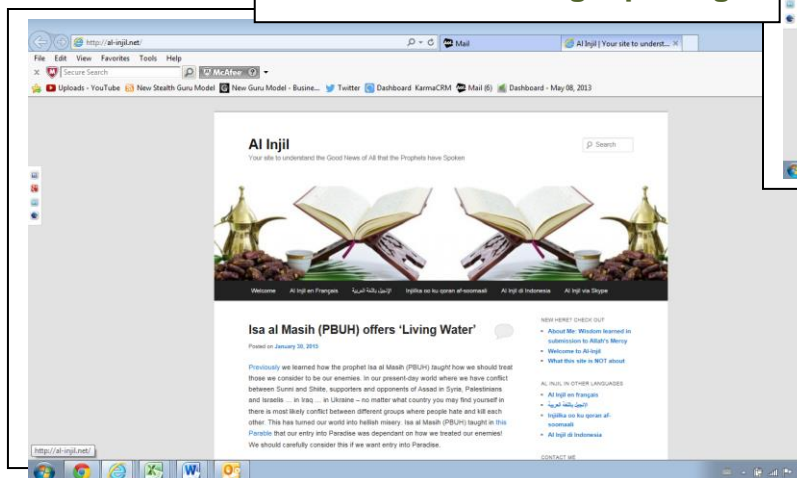 http://al-injil.net/
Mail
Al Injil | Your site to underst...
File Edit View Favorites Tools Help
Secure Search
McAfee
Uploads - YouTube New Stealth Guru Model New Guru Model - Busine... Twitter Dashboard KarmaCRM Mail (6) Dashboard - May 08, 2013
Al Injil
Your site to understand the Good News of All that the Prophets have Spoken
Search
Welcome Al Injil en Français الإنجيل باللغة العربية Injiilka oo ku qoran af-soomaali Al Injil di Indonesia Al Injil via Skype
Isa al Masih (PBUH) offers ‘Living Water’
Posted on January 30, 2015
Previously we learned how the prophet Isa al Masih (PBUH) taught how we should treat
those we consider to be our enemies. In our present-day world where we have conflict
between Sunni and Shiite, supporters and opponents of Assad in Syria, Palestinians
and Israelis … in Iraq … in Ukraine – no matter what country you may find yourself in
there is most likely conflict between different groups where people hate and kill each
other. This has turned our world into hellish misery. Isa al Masih (PBUH) taught in this
Parable that our entry into Paradise was dependant on how we treated our enemies!
We should carefully consider this if we want entry into Paradise.
NEW HERE? CHECK OUT
About Me: Wisdom learned in
submission to Allah's Mercy
Welcome to Al-Injil
What this site is NOT about
AL INJIL IN OTHER LANGUAGES
Al Injil en français
الإنجيل باللغة العربية
Injiilka oo ku qoran af-
soomaali
Al Injil di Indonesia
CONTACT ME
http://al-injil.net/